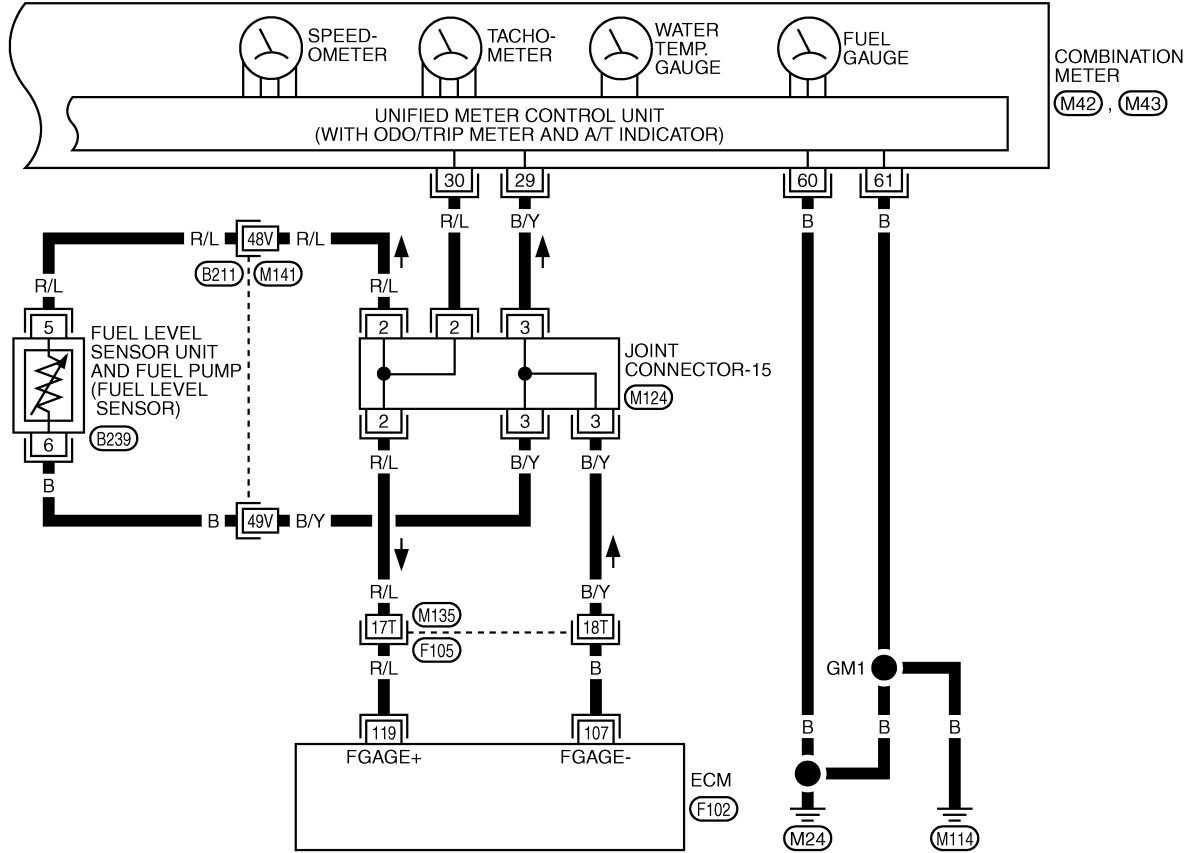 SPEED-
OMETER
TACHO-
METER
WATER
TEMP.
GAUGE
FUEL
GAUGE
COMBINATION
METER
M42 , M43
UNIFIED METER CONTROL UNIT
(WITH ODO/TRIP METER AND A/T INDICATOR)
30 29 60 61
R/L B/Y B B
R/L 48V R/L
B211 M141
R/L R/L
5 2 2 3
FUEL LEVEL
SENSOR UNIT
AND FUEL PUMP
(FUEL LEVEL
SENSOR)
B239
JOINT
CONNECTOR-15
M124
6 2 3 3
R/L B/Y B/Y
B
B 49V B/Y
R/L B/Y
17T M135 18T
F105
R/L B
GM1
119 107
B B B
FGAGE+ FGAGE-
ECM
F102
M24 M114